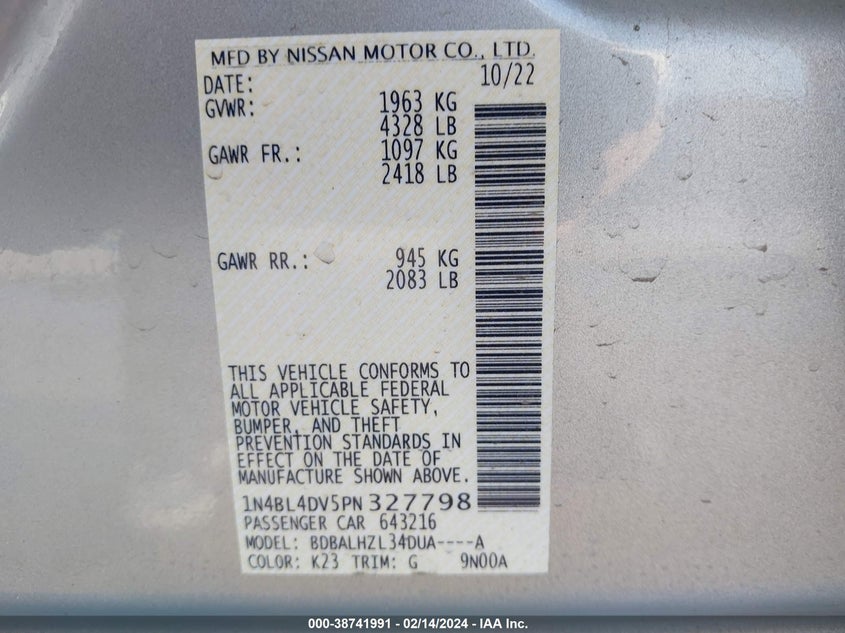 MFD BY NISSAN MOTOR CO., LTD.
DATE: 10/22
GVWR: 1963 KG
4328 LB
GAWR FR.: 1097 KG
2418 LB
GAWR RR.: 945 KG
2083 LB
THIS VEHICLE CONFORMS TO
ALL APPLICABLE FEDERAL
MOTOR VEHICLE SAFETY,
BUMPER, AND THEFT
PREVENTION STANDARDS IN
EFFECT ON THE DATE OF
MANUFACTURE SHOWN ABOVE.
1N4BL4DV5PN327798
PASSENGER CAR 643216
MODEL: BDBALHZL34DUA----A
COLOR: K23 TRIM: G 9N00A
000-38741991 - 02/14/2024 - IAA Inc.